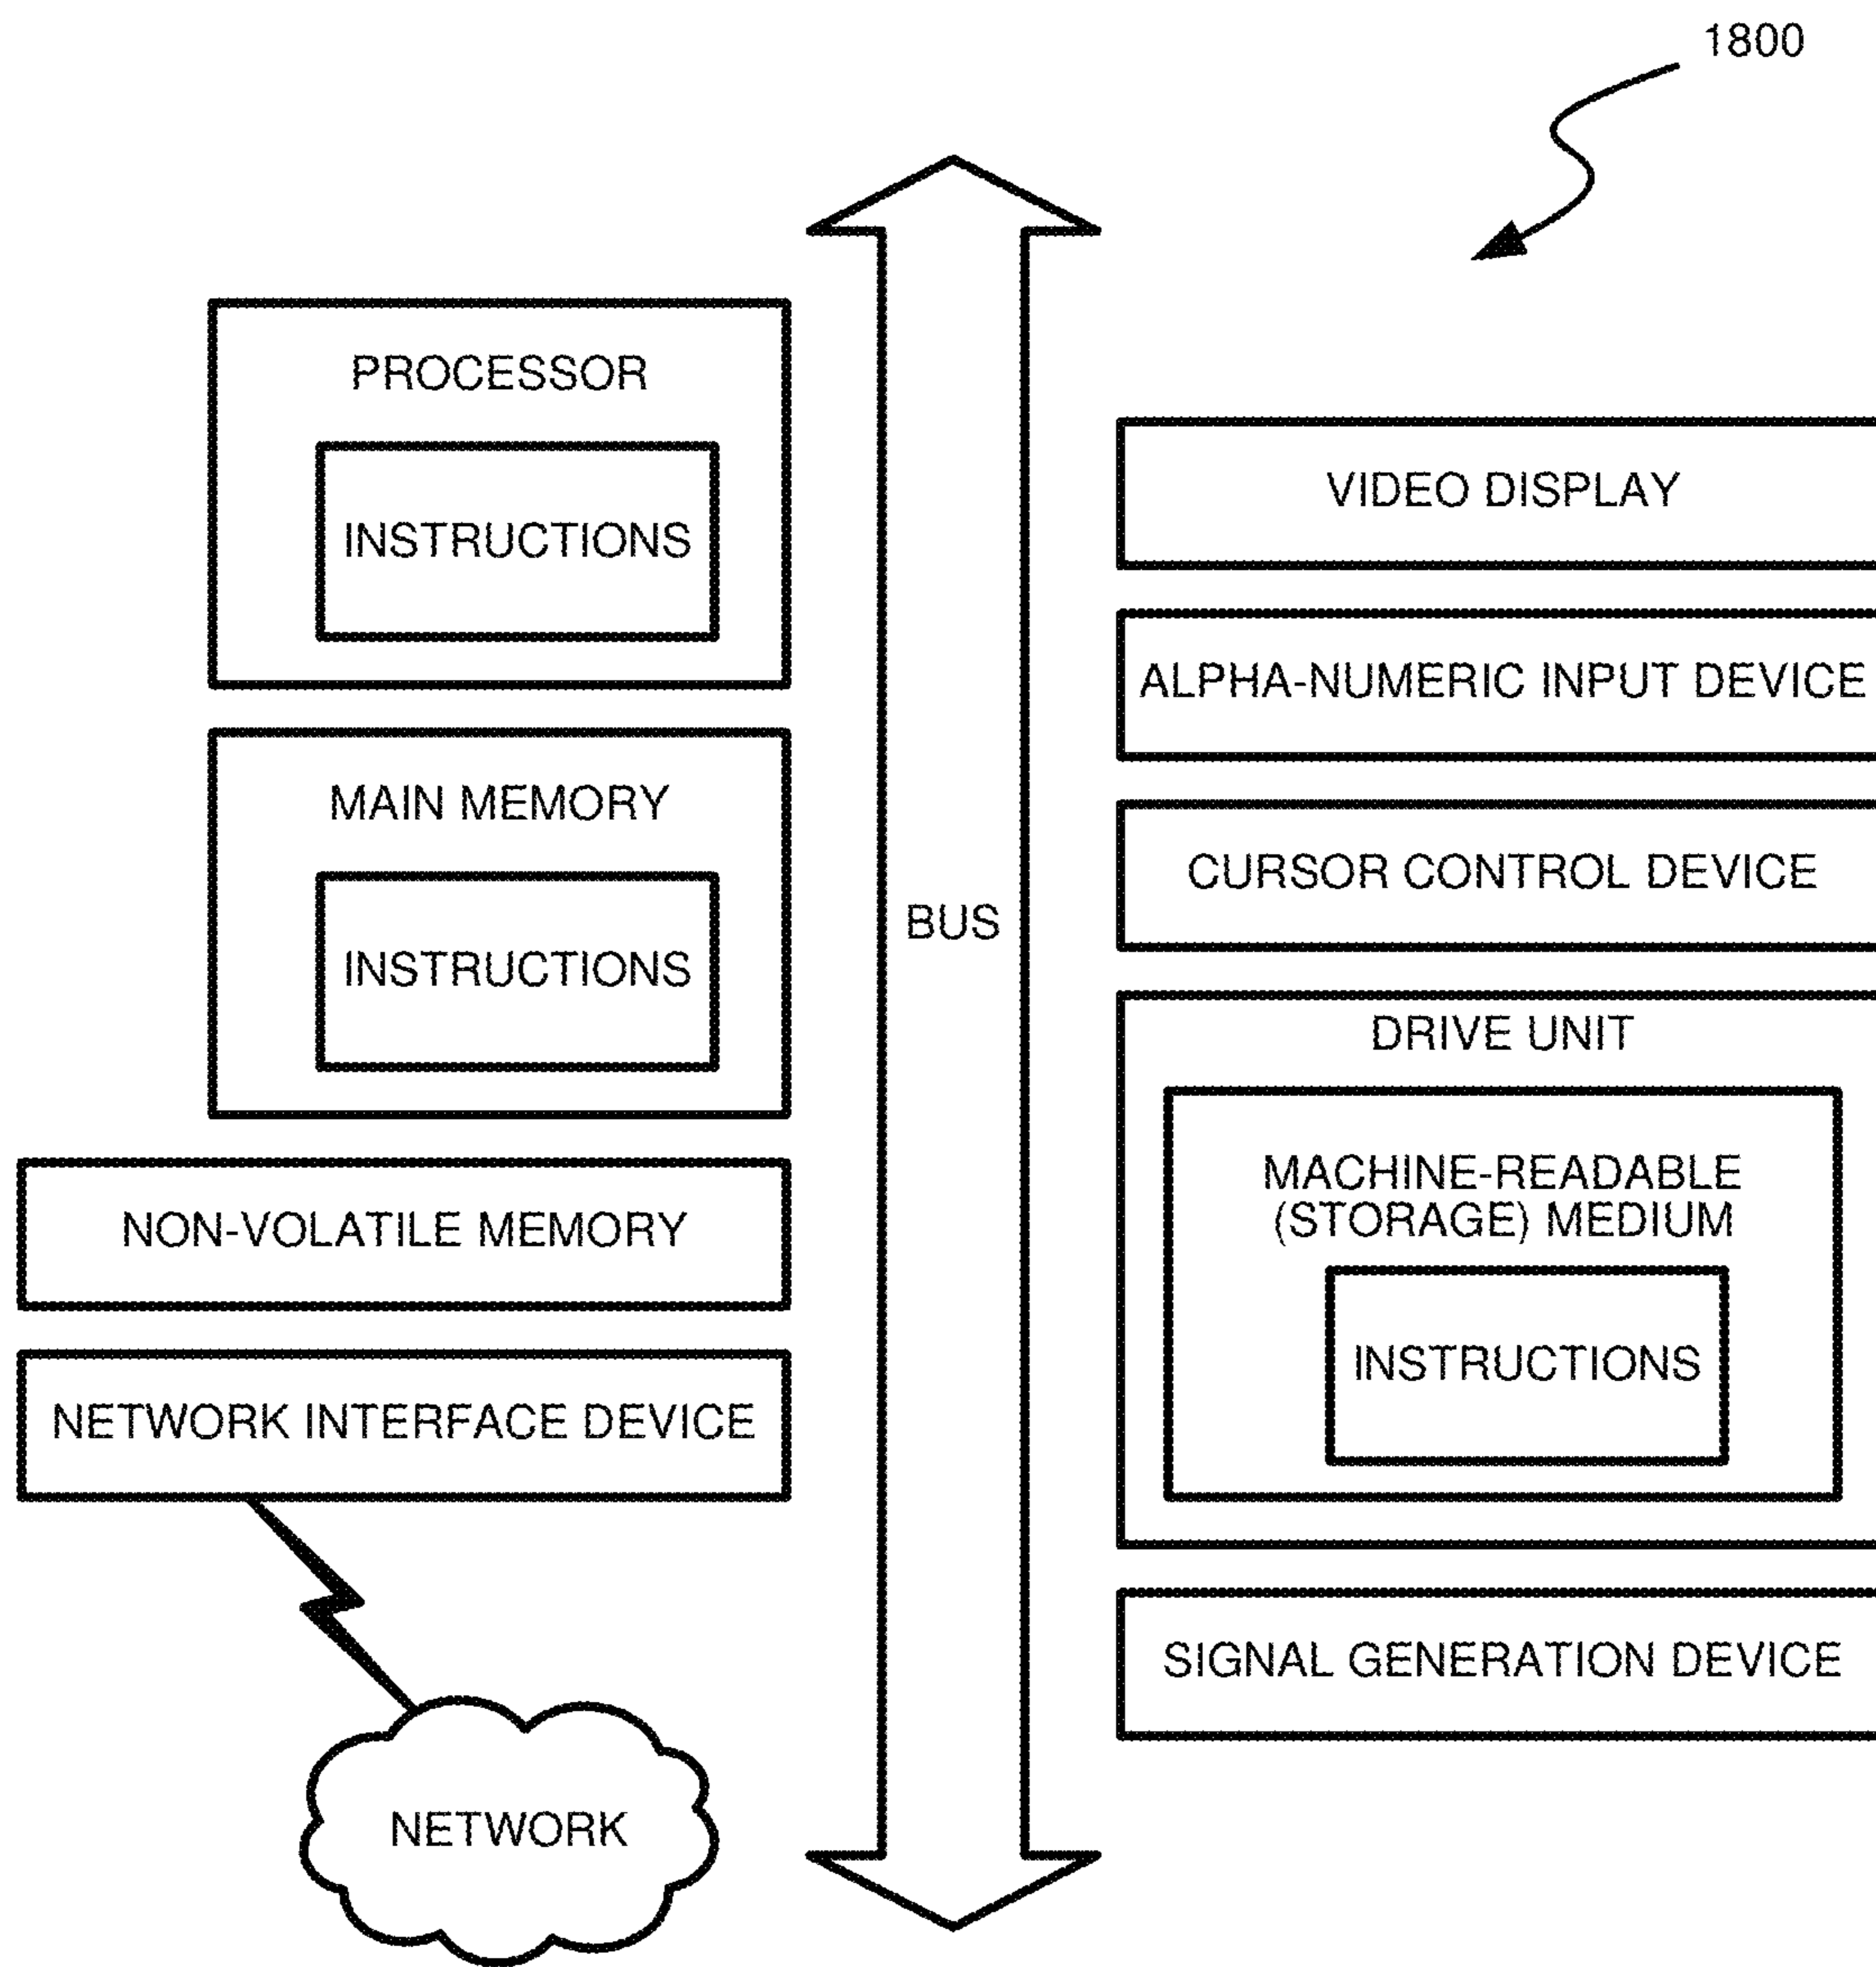 1800
PROCESSOR
INSTRUCTIONS
MAIN MEMORY
INSTRUCTIONS
NON-VOLATILE MEMORY
NETWORK INTERFACE DEVICE
NETWORK
BUS
VIDEO DISPLAY
ALPHA-NUMERIC INPUT DEVICE
CURSOR CONTROL DEVICE
DRIVE UNIT
MACHINE-READABLE
(STORAGE) MEDIUM
INSTRUCTIONS
SIGNAL GENERATION DEVICE